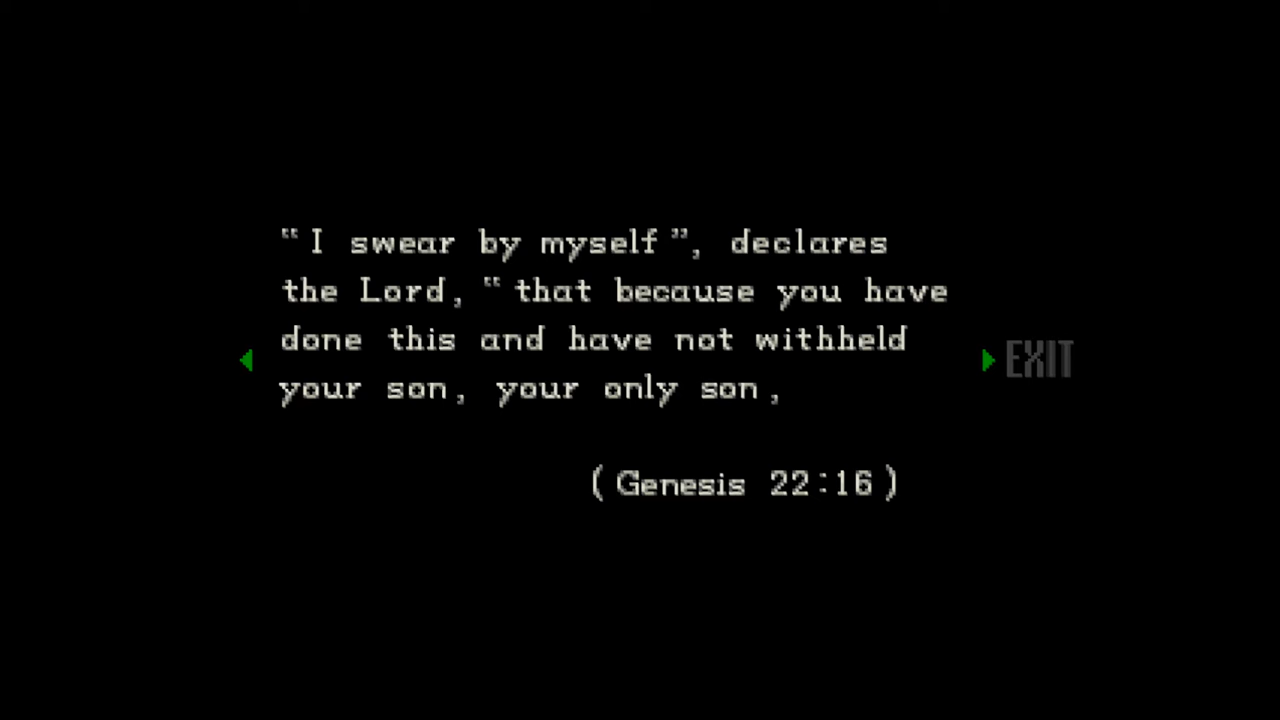 “I swear by myself”, declares
the Lord, “that because you have
done this and have not withheld
your son, your only son,
EXIT
(Genesis 22:16)